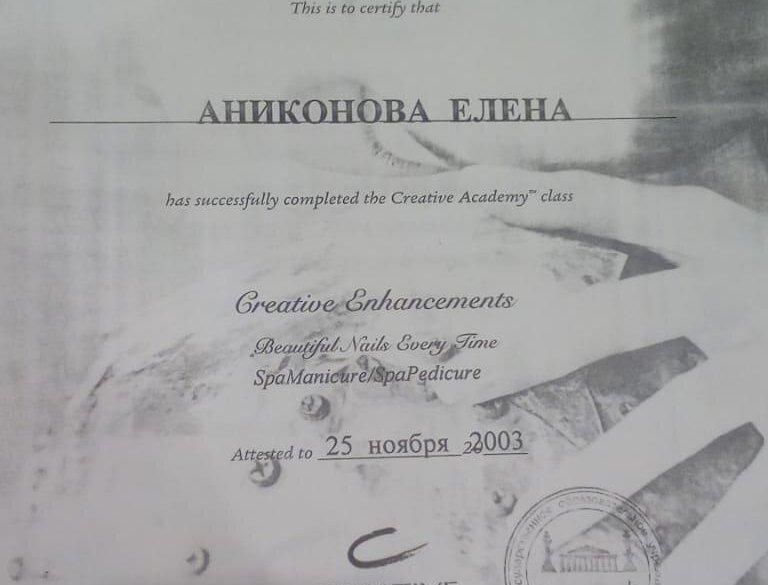 This is to certify that
АНИКОНОВА ЕЛЕНА
has successfully completed the Creative Academy™ class
Creative Enhancements
Beautiful Nails Every Time
SpaManicure/SpaPedicure
Attested to 25 ноября 2003
образовательное